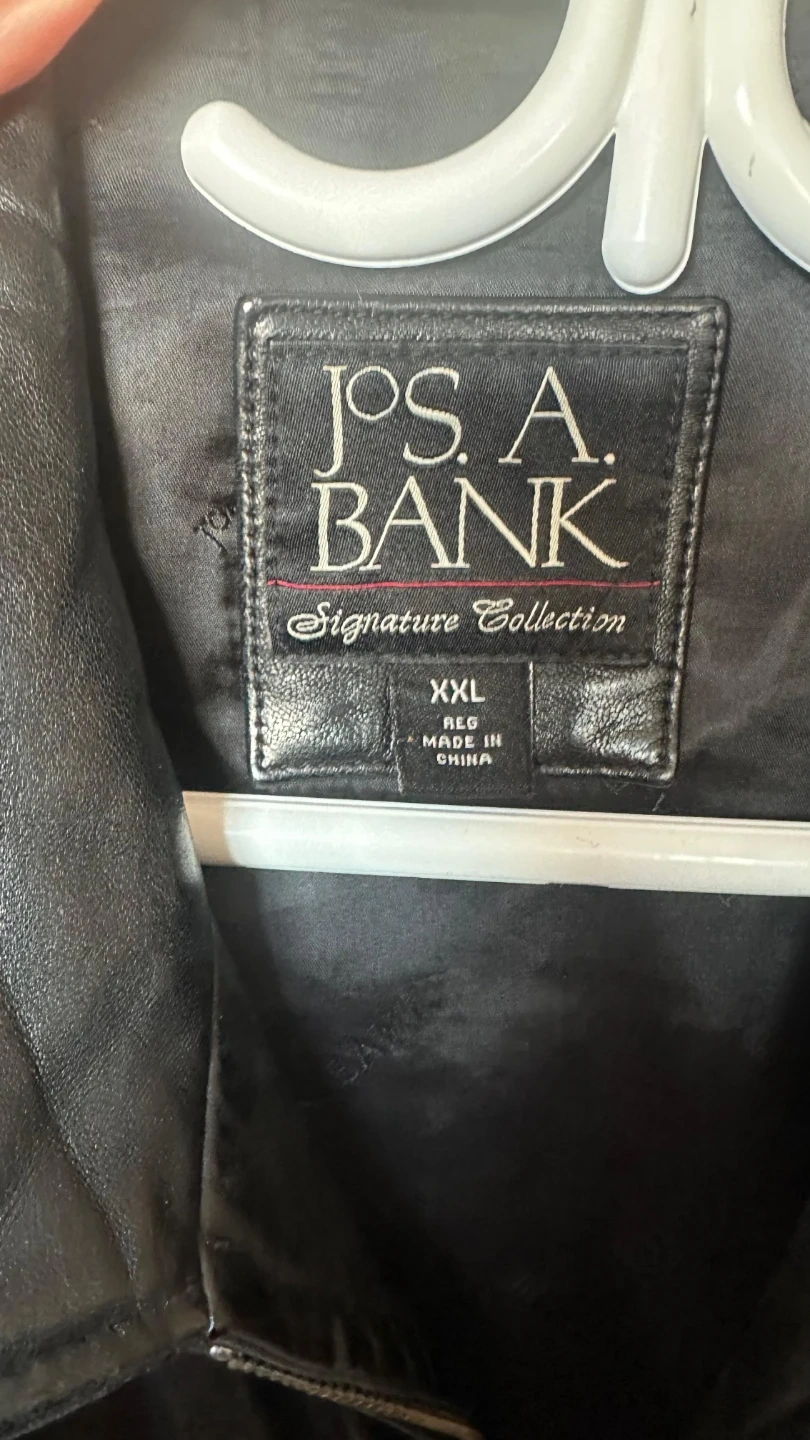 JoS. A.
BANK
Signature Collection
XXL
REG
MADE IN
CHINA